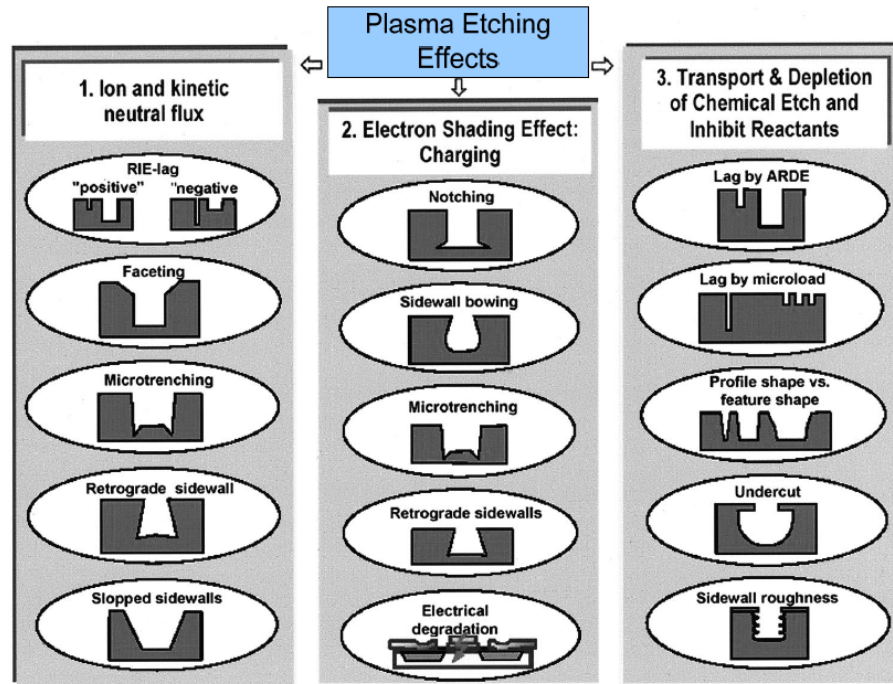 Plasma Etching
Effects
1. Ion and kinetic
neutral flux
RIE-lag
"positive" "negative
Faceting
Microtrenching
Retrograde sidewall
Slopped sidewalls
2. Electron Shading Effect:
Charging
Notching
Sidewall bowing
Microtrenching
Retrograde sidewalls
Electrical
degradation
3. Transport & Depletion
of Chemical Etch and
Inhibit Reactants
Lag by ARDE
Lag by microload
Profile shape vs.
feature shape
Undercut
Sidewall roughness